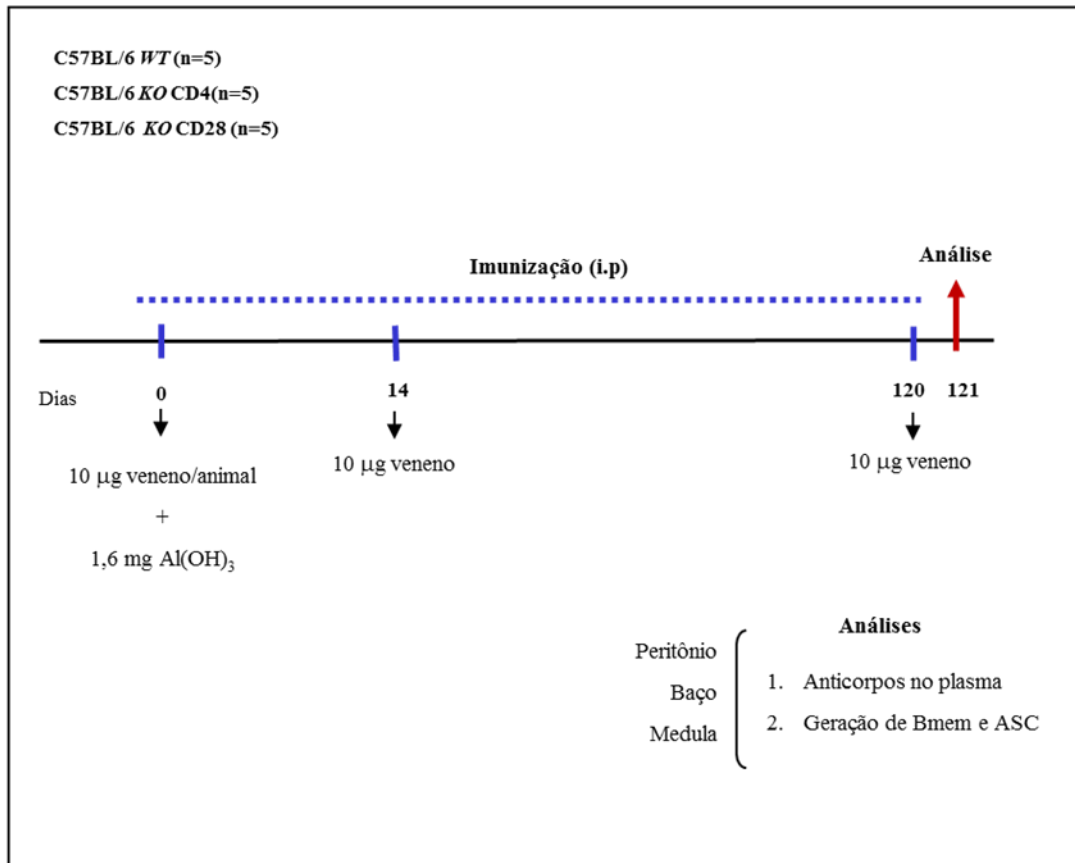 C57BL/6 WT (n=5)
C57BL/6 KO CD4(n=5)
C57BL/6 KO CD28 (n=5)
Imunização (i.p)
Análise
Dias
0
14
120
121
10 μg veneno/animal
+
1,6 mg Al(OH)₃
10 μg veneno
10 μg veneno
Peritônio
Baço
Medula
Análises
1. Anticorpos no plasma
2. Geração de Bmem e ASC